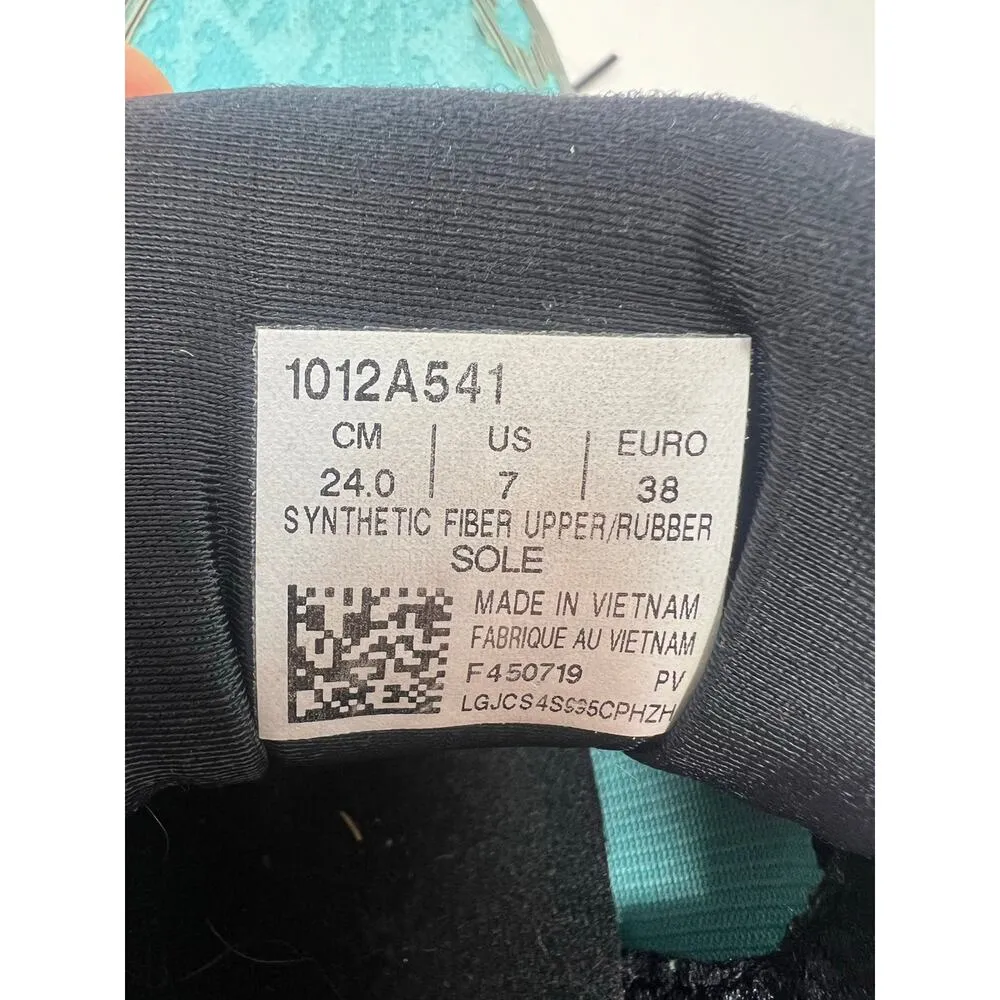 1012A541
CM | US | EURO
24.0 | 7 | 38
SYNTHETIC FIBER UPPER/RUBBER
SOLE
MADE IN VIETNAM
FABRIQUE AU VIETNAM
F450719 PV